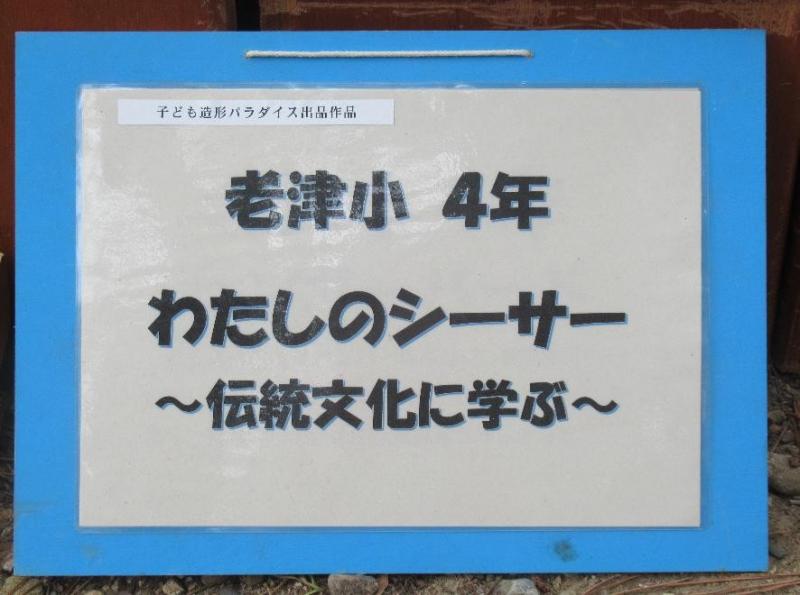 子ども造形パラダイス出品作品
老津小 4年
わたしのシーサー
～伝統文化に学ぶ～